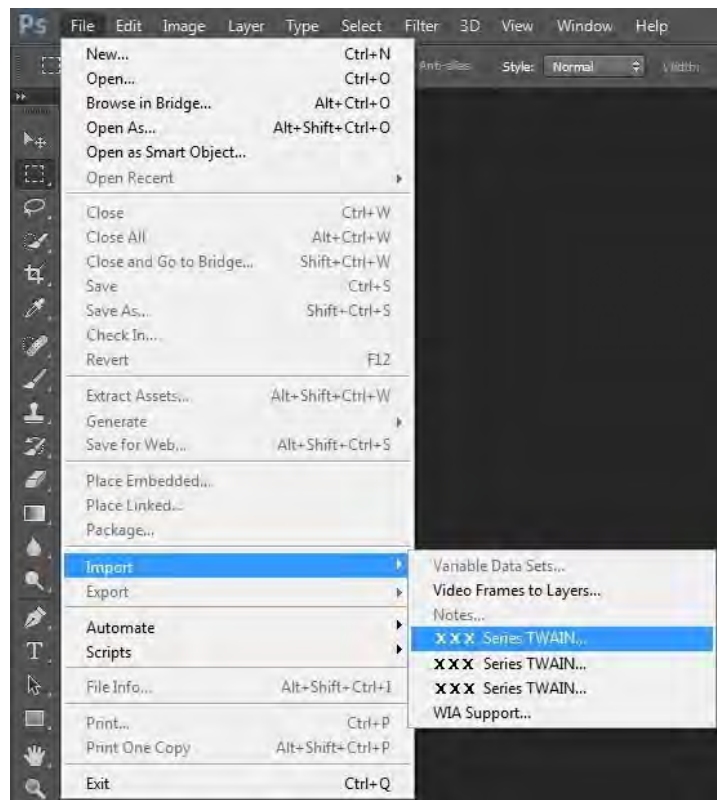 Ps File Edit Image Layer Type Select Filter 3D View Window Help
Anti-alias Style: Normal Width:
New... Ctrl+N
Open... Ctrl+O
Browse in Bridge... Alt+Ctrl+O
Open As... Alt+Shift+Ctrl+O
Open as Smart Object...
Open Recent
Close Ctrl+W
Close All Alt+Ctrl+W
Close and Go to Bridge... Shift+Ctrl+W
Save Ctrl+S
Save As... Shift+Ctrl+S
Check In...
Revert F12
Extract Assets... Alt+Shift+Ctrl+W
Generate
Save for Web... Alt+Shift+Ctrl+S
Place Embedded...
Place Linked...
Package...
Import
Export
Automate
Scripts
File Info... Alt+Shift+Ctrl+I
Print... Ctrl+P
Print One Copy Alt+Shift+Ctrl+P
Exit Ctrl+Q
Variable Data Sets...
Video Frames to Layers...
Notes...
XXX Series TWAIN...
XXX Series TWAIN...
XXX Series TWAIN...
WIA Support...